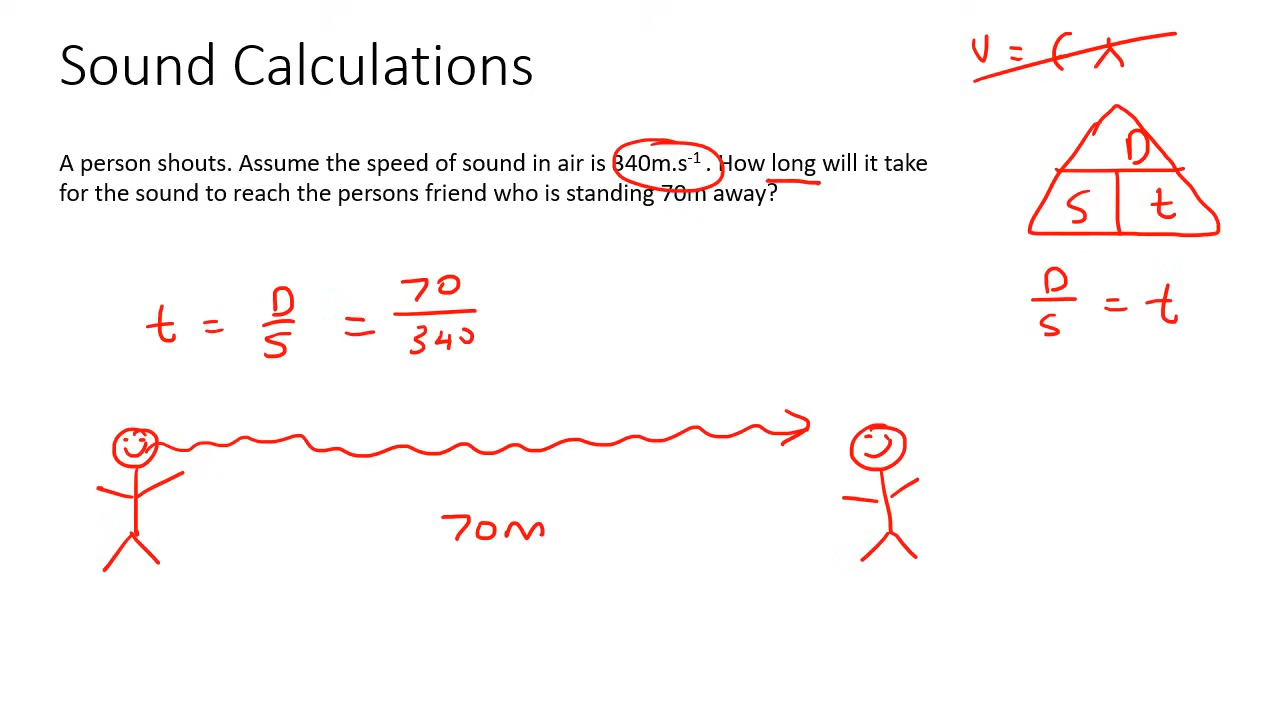 Sound Calculations
V = ( λ
A person shouts. Assume the speed of sound in air is 340m.s⁻¹ . How long will it take
for the sound to reach the persons friend who is standing 70m away?
D
S t
D/S = t
t = D/S = 70/340
70m